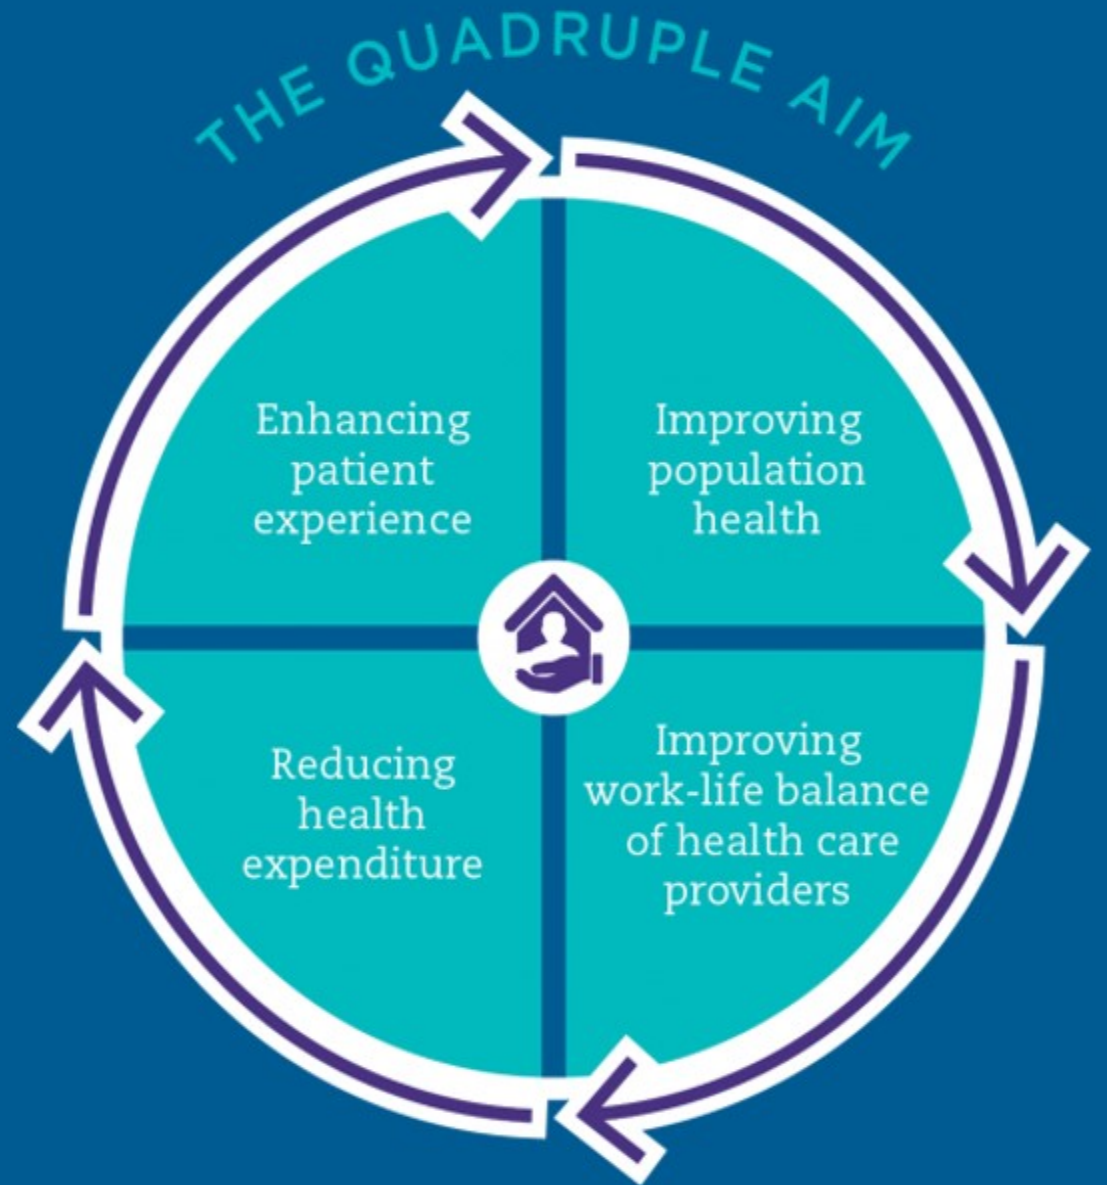 THE QUADRUPLE AIM
Enhancing
patient
experience
Improving
population
health
Reducing
health
expenditure
Improving
work-life balance
of health care
providers